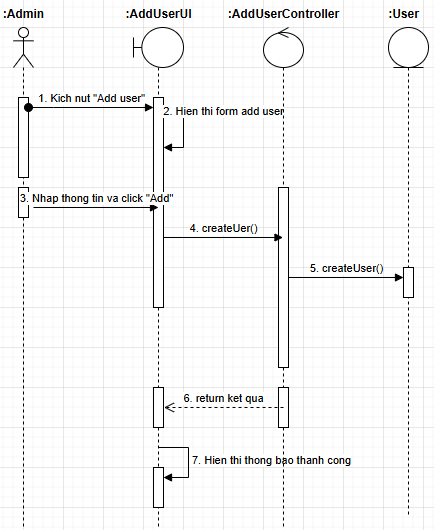 :Admin
:AddUserUI
:AddUserController
:User
1. Kich nut "Add user"
2. Hien thi form add user
3. Nhap thong tin va click "Add"
4. createUer()
5. createUser()
6. return ket qua
7. Hien thi thong bao thanh cong